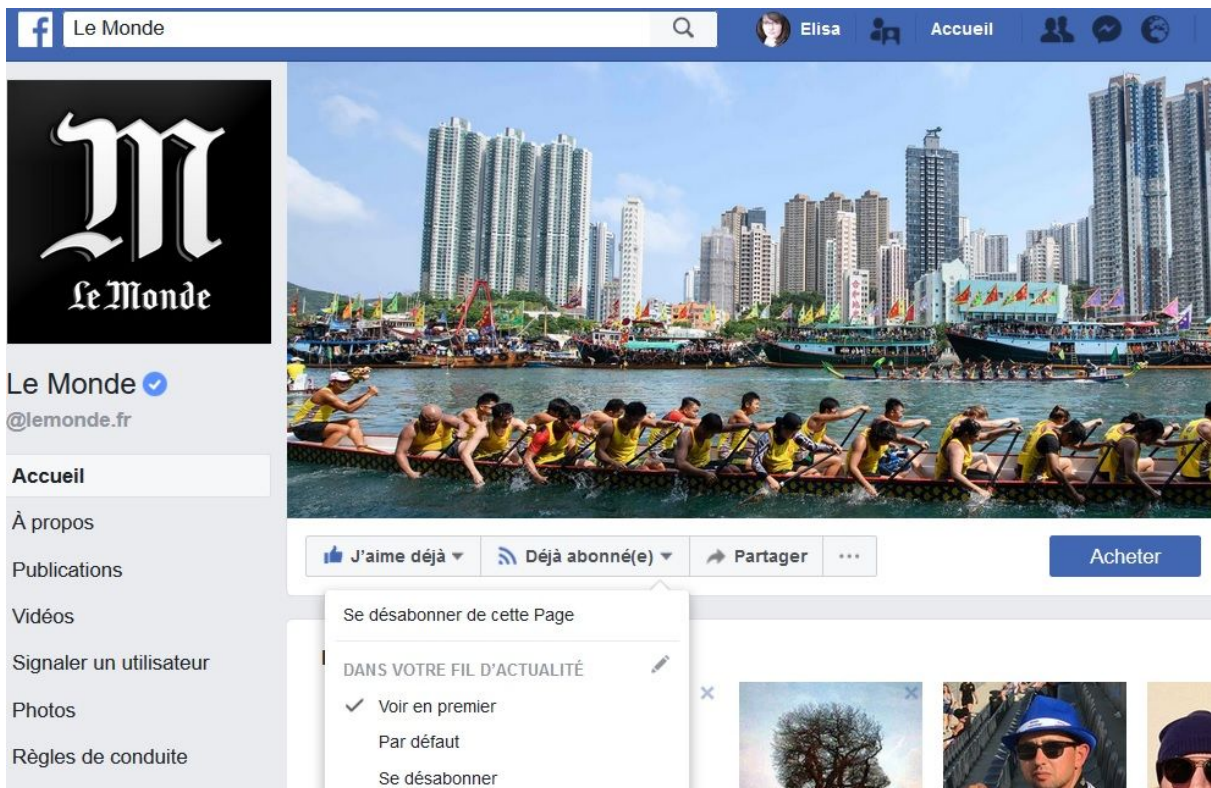 f
Le Monde
Elisa
Accueil
M
Le Monde
Le Monde
@lemonde.fr
Accueil
À propos
Publications
Vidéos
Signaler un utilisateur
Photos
Règles de conduite
J'aime déjà
Déjà abonné(e)
Partager
Acheter
Se désabonner de cette Page
DANS VOTRE FIL D'ACTUALITÉ
Voir en premier
Par défaut
Se désabonner